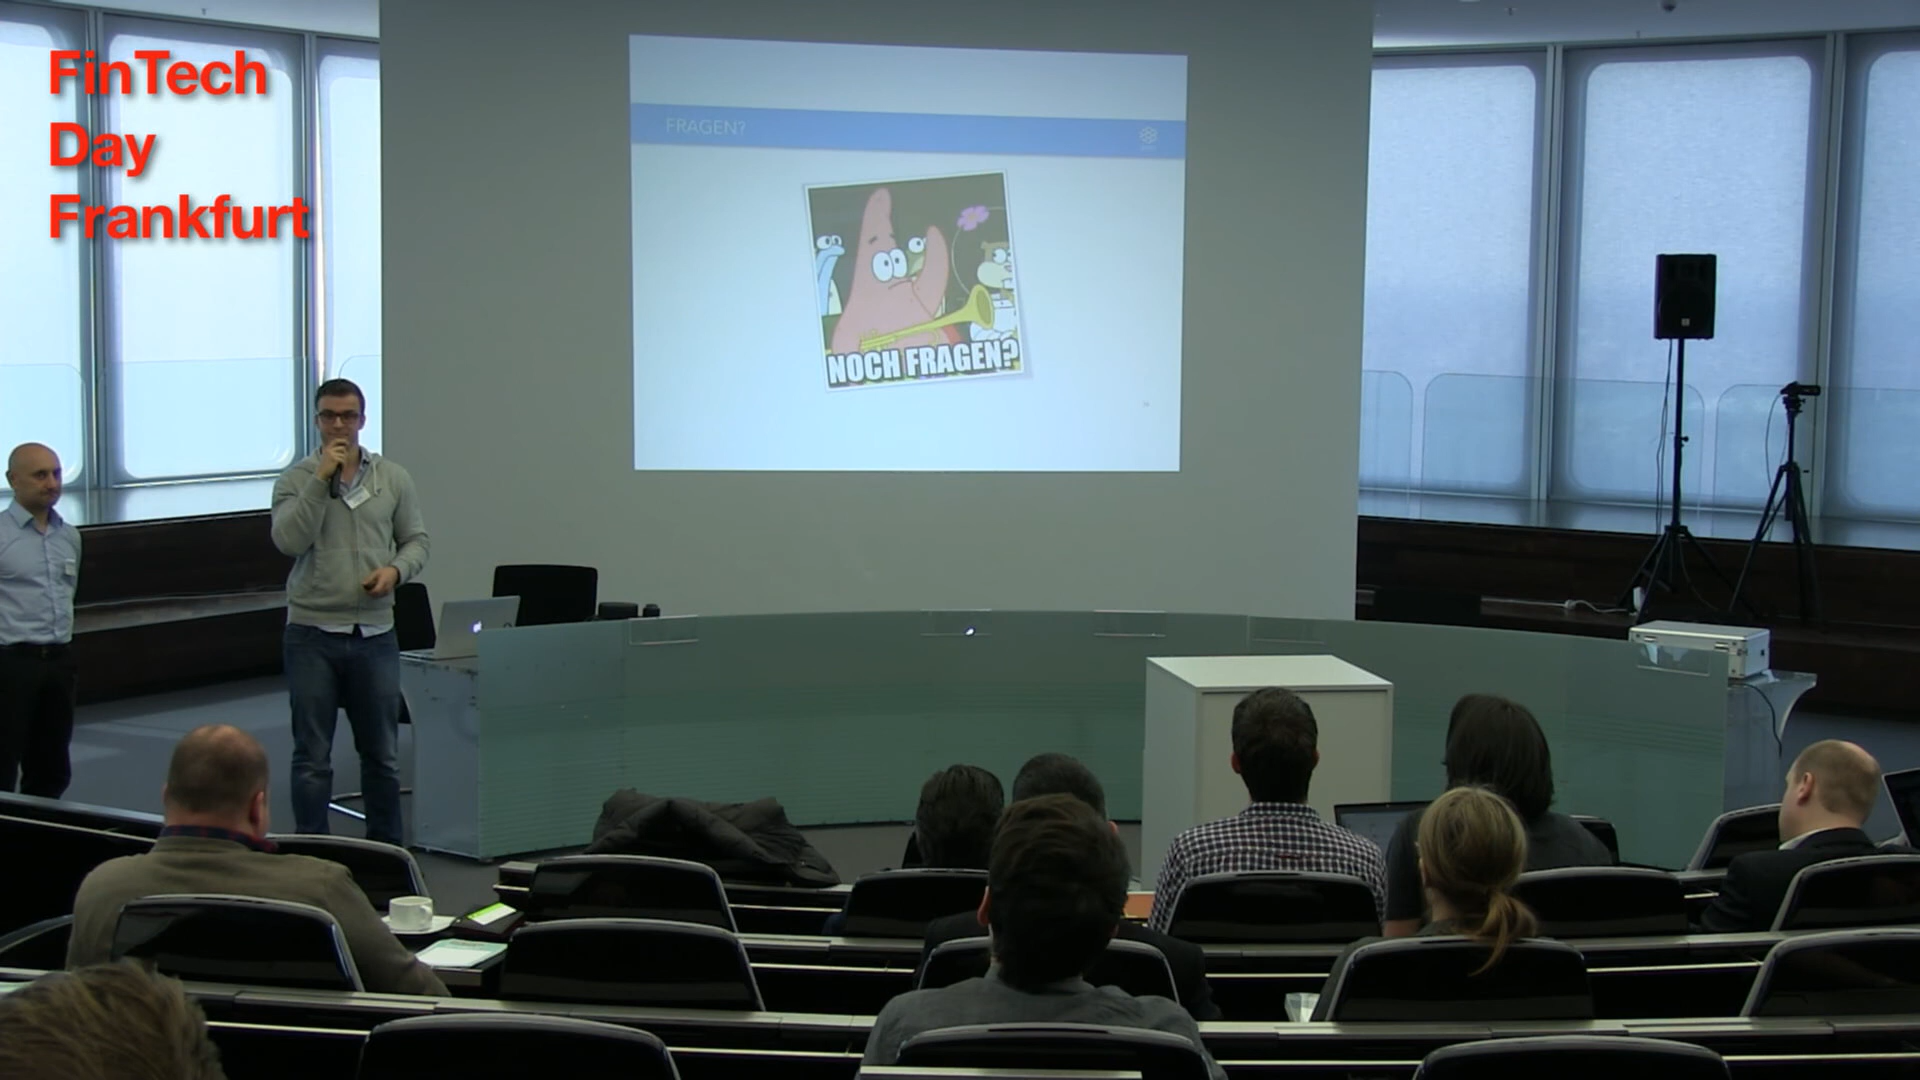 FinTech
Day
Frankfurt
FRAGEN?
NOCH FRAGEN?